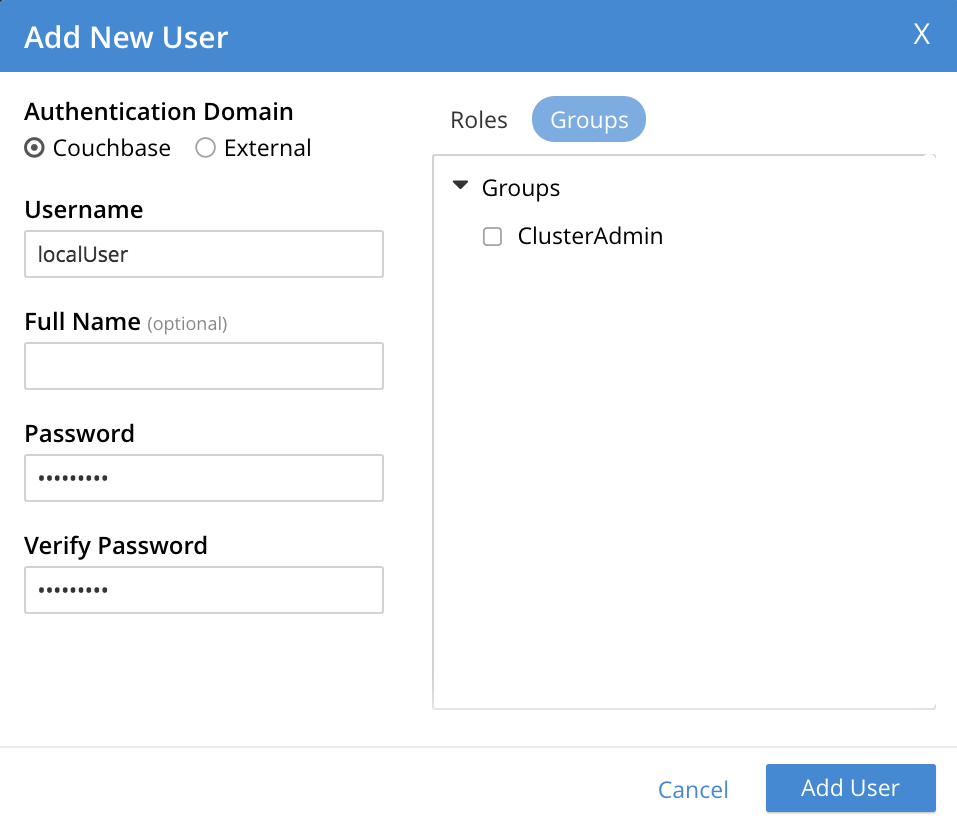 Add New User
X
Authentication Domain
Couchbase External
Username
localUser
Full Name (optional)
Password
•••••••••
Verify Password
•••••••••
Roles Groups
Groups
ClusterAdmin
Cancel Add User